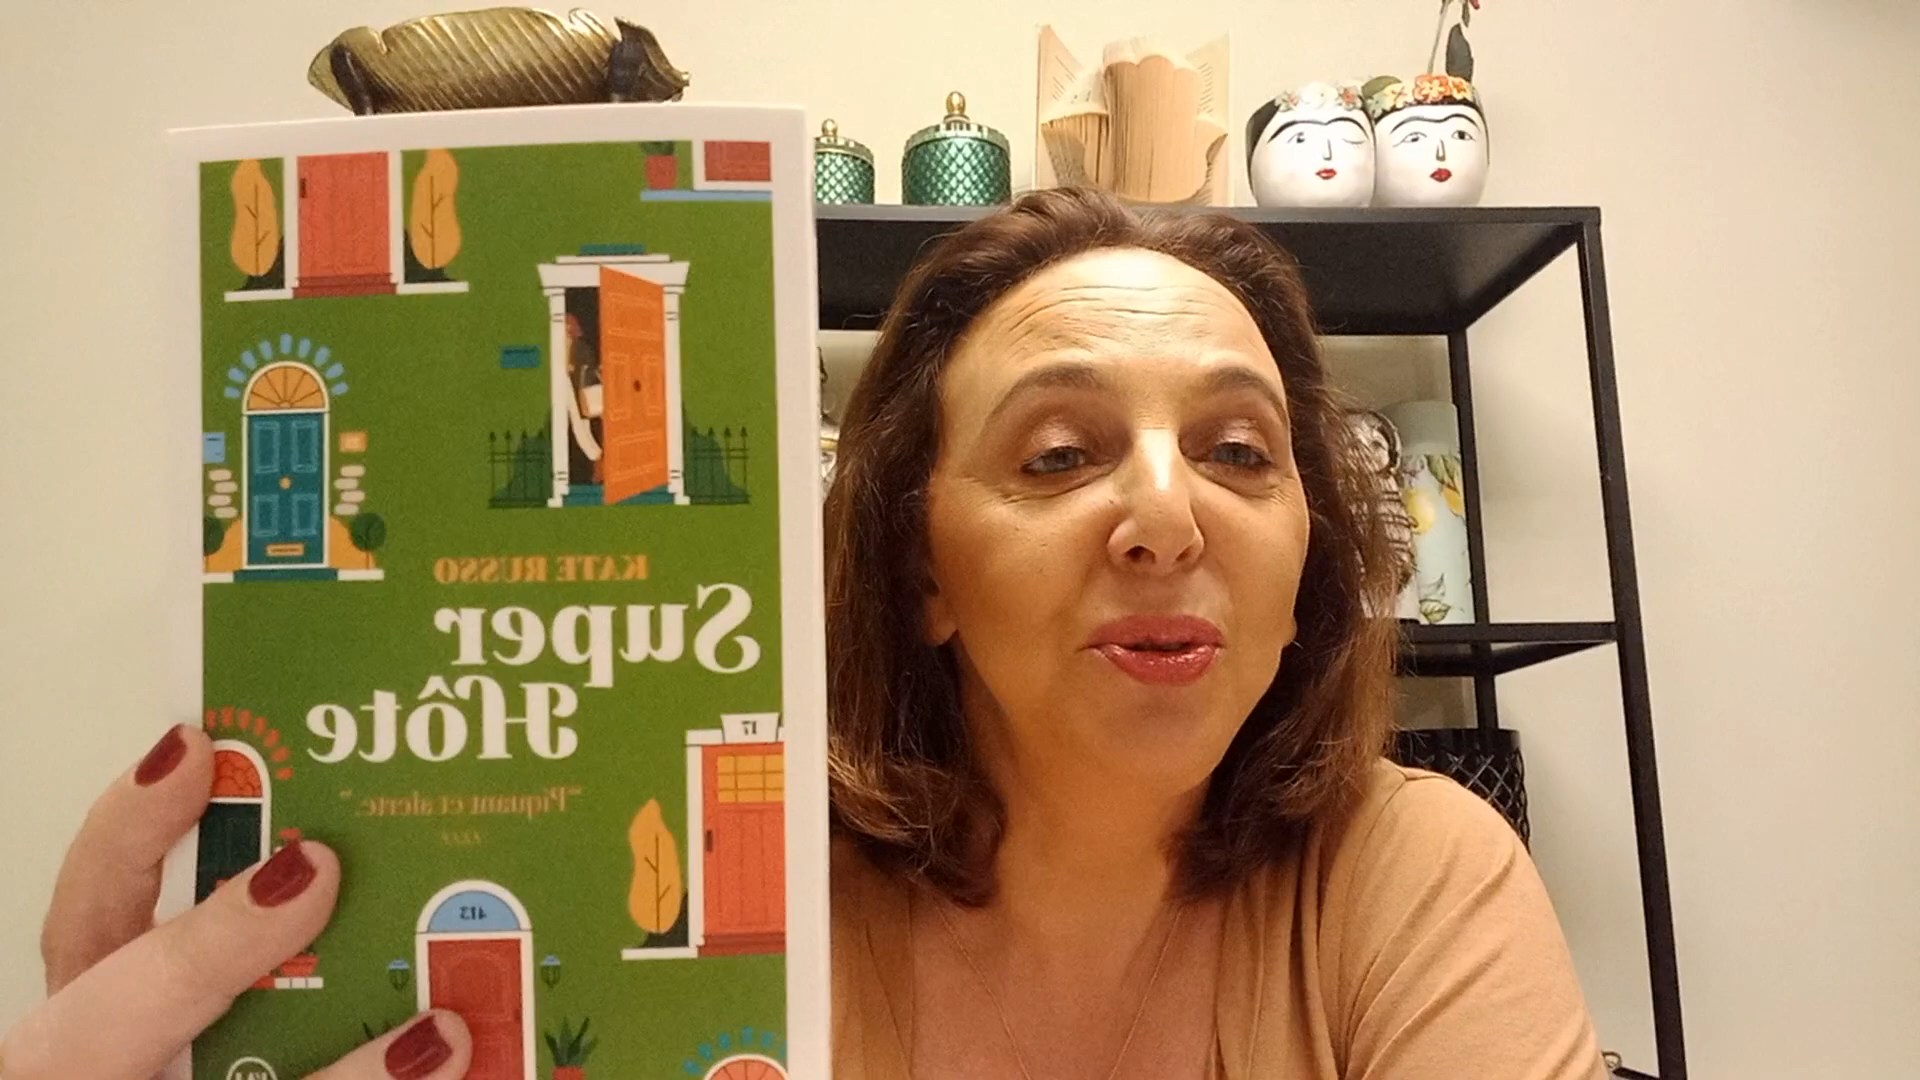 KATE RUSSO
Super
Hôte
"Piquant et alerte."
17
413